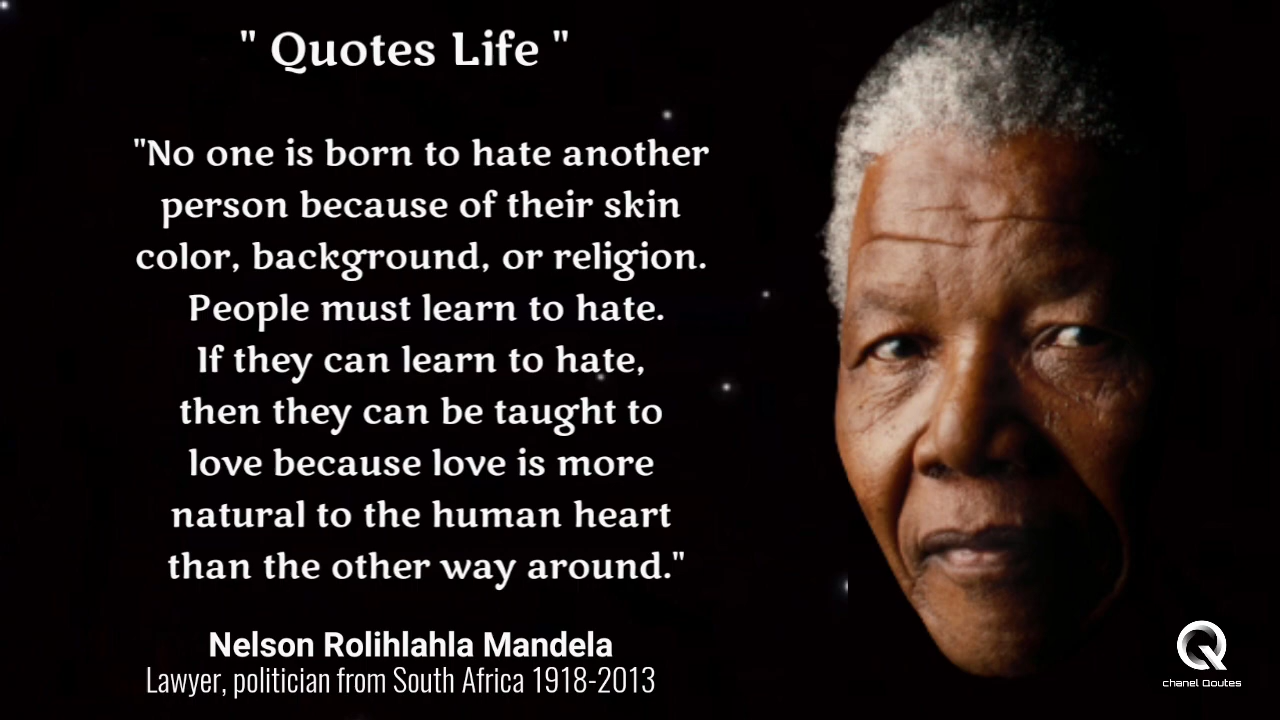 " Quotes Life "
"No one is born to hate another
person because of their skin
color, background, or religion.
People must learn to hate.
If they can learn to hate,
then they can be taught to
love because love is more
natural to the human heart
than the other way around."
Nelson Rolihlahla Mandela
Lawyer, politician from South Africa 1918-2013
chanel Qoutes